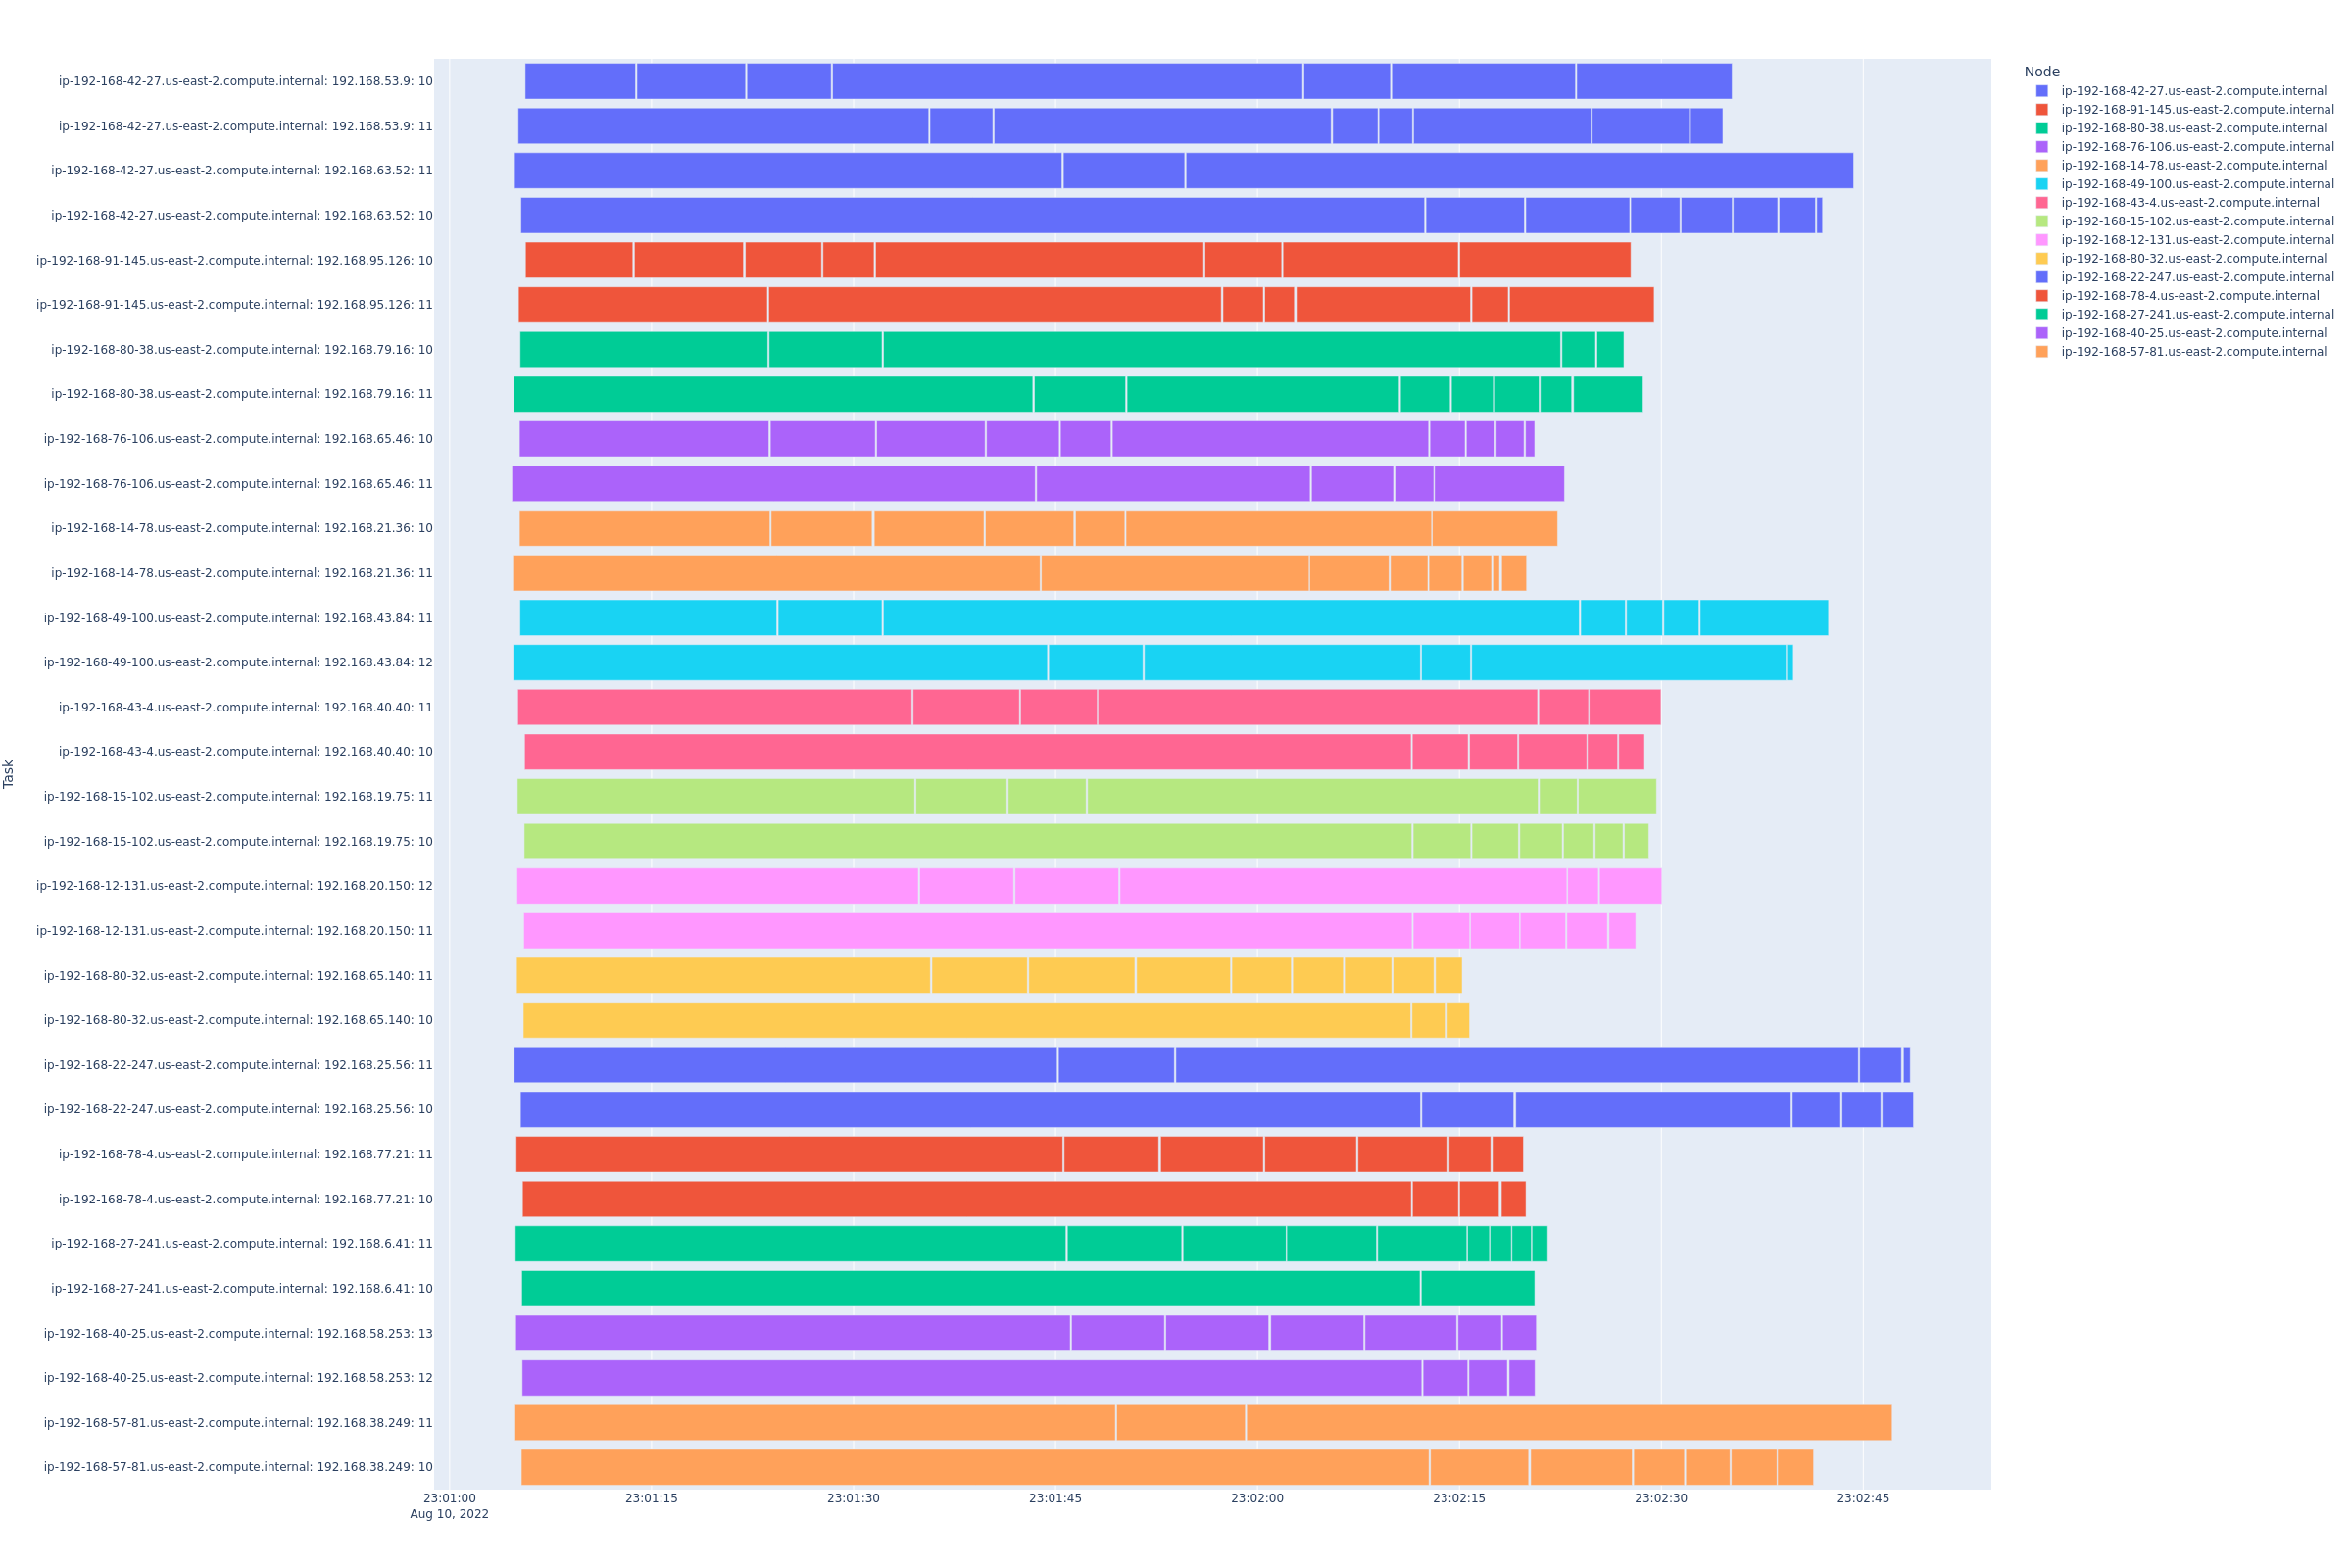 ip-192-168-42-27.us-east-2.compute.internal: 192.168.53.9: 10
ip-192-168-42-27.us-east-2.compute.internal: 192.168.53.9: 11
ip-192-168-42-27.us-east-2.compute.internal: 192.168.63.52: 11
ip-192-168-42-27.us-east-2.compute.internal: 192.168.63.52: 10
ip-192-168-91-145.us-east-2.compute.internal: 192.168.95.126: 10
ip-192-168-91-145.us-east-2.compute.internal: 192.168.95.126: 11
ip-192-168-80-38.us-east-2.compute.internal: 192.168.79.16: 10
ip-192-168-80-38.us-east-2.compute.internal: 192.168.79.16: 11
ip-192-168-76-106.us-east-2.compute.internal: 192.168.65.46: 10
ip-192-168-76-106.us-east-2.compute.internal: 192.168.65.46: 11
ip-192-168-14-78.us-east-2.compute.internal: 192.168.21.36: 10
ip-192-168-14-78.us-east-2.compute.internal: 192.168.21.36: 11
ip-192-168-49-100.us-east-2.compute.internal: 192.168.43.84: 11
ip-192-168-49-100.us-east-2.compute.internal: 192.168.43.84: 12
ip-192-168-43-4.us-east-2.compute.internal: 192.168.40.40: 11
ip-192-168-43-4.us-east-2.compute.internal: 192.168.40.40: 10
ip-192-168-15-102.us-east-2.compute.internal: 192.168.19.75: 11
ip-192-168-15-102.us-east-2.compute.internal: 192.168.19.75: 10
ip-192-168-12-131.us-east-2.compute.internal: 192.168.20.150: 12
ip-192-168-12-131.us-east-2.compute.internal: 192.168.20.150: 11
ip-192-168-80-32.us-east-2.compute.internal: 192.168.65.140: 11
ip-192-168-80-32.us-east-2.compute.internal: 192.168.65.140: 10
ip-192-168-22-247.us-east-2.compute.internal: 192.168.25.56: 11
ip-192-168-22-247.us-east-2.compute.internal: 192.168.25.56: 10
ip-192-168-78-4.us-east-2.compute.internal: 192.168.77.21: 11
ip-192-168-78-4.us-east-2.compute.internal: 192.168.77.21: 10
ip-192-168-27-241.us-east-2.compute.internal: 192.168.6.41: 11
ip-192-168-27-241.us-east-2.compute.internal: 192.168.6.41: 10
ip-192-168-40-25.us-east-2.compute.internal: 192.168.58.253: 13
ip-192-168-40-25.us-east-2.compute.internal: 192.168.58.253: 12
ip-192-168-57-81.us-east-2.compute.internal: 192.168.38.249: 11
ip-192-168-57-81.us-east-2.compute.internal: 192.168.38.249: 10
Task
23:01:00 23:01:15 23:01:30 23:01:45 23:02:00 23:02:15 23:02:30 23:02:45
Aug 10, 2022
Node
ip-192-168-42-27.us-east-2.compute.internal
ip-192-168-91-145.us-east-2.compute.internal
ip-192-168-80-38.us-east-2.compute.internal
ip-192-168-76-106.us-east-2.compute.internal
ip-192-168-14-78.us-east-2.compute.internal
ip-192-168-49-100.us-east-2.compute.internal
ip-192-168-43-4.us-east-2.compute.internal
ip-192-168-15-102.us-east-2.compute.internal
ip-192-168-12-131.us-east-2.compute.internal
ip-192-168-80-32.us-east-2.compute.internal
ip-192-168-22-247.us-east-2.compute.internal
ip-192-168-78-4.us-east-2.compute.internal
ip-192-168-27-241.us-east-2.compute.internal
ip-192-168-40-25.us-east-2.compute.internal
ip-192-168-57-81.us-east-2.compute.internal